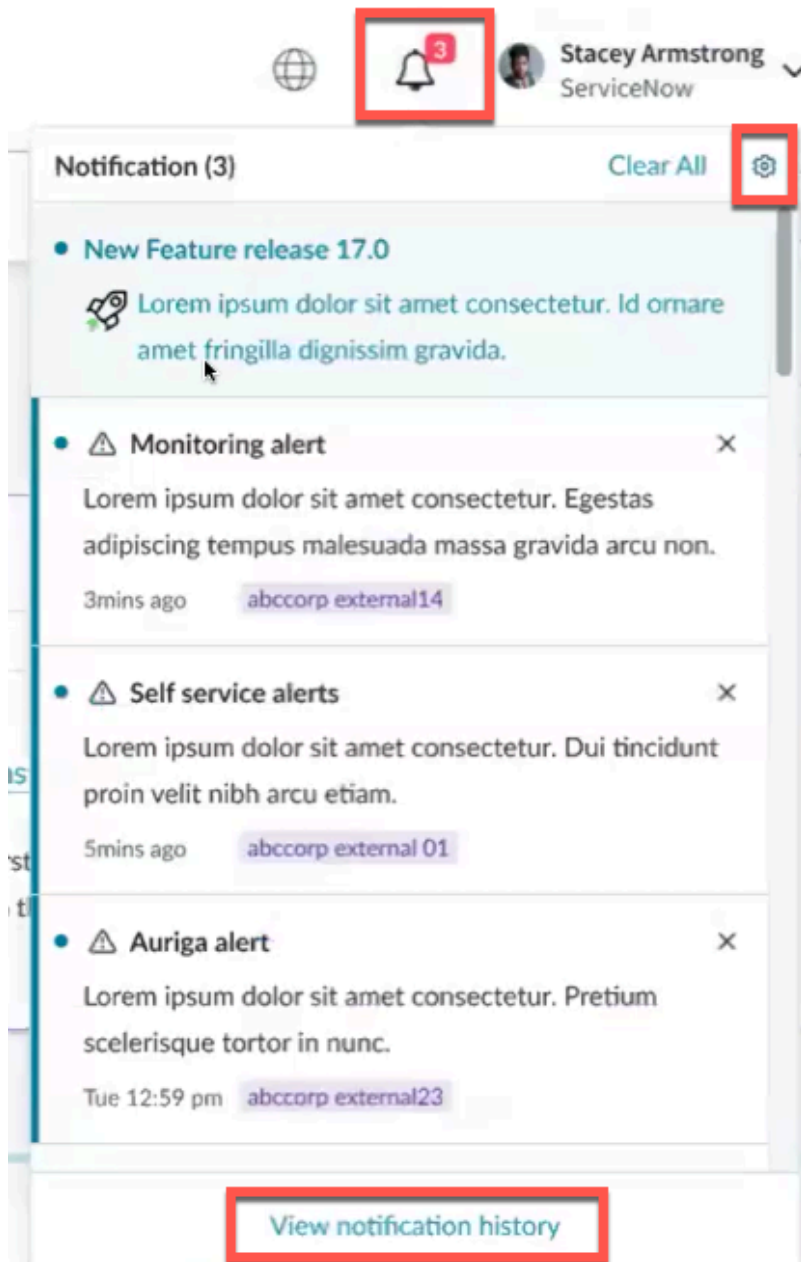 3
Stacey Armstrong
ServiceNow
Notification (3)
Clear All
New Feature release 17.0
Lorem ipsum dolor sit amet consectetur. Id ornare
amet fringilla dignissim gravida.
Monitoring alert
Lorem ipsum dolor sit amet consectetur. Egestas
adipiscing tempus malesuada massa gravida arcu non.
3mins ago abccorp external14
Self service alerts
Lorem ipsum dolor sit amet consectetur. Dui tincidunt
proin velit nibh arcu etiam.
5mins ago abccorp external 01
Auriga alert
Lorem ipsum dolor sit amet consectetur. Pretium
scelerisque tortor in nunc.
Tue 12:59 pm abccorp external23
View notification history